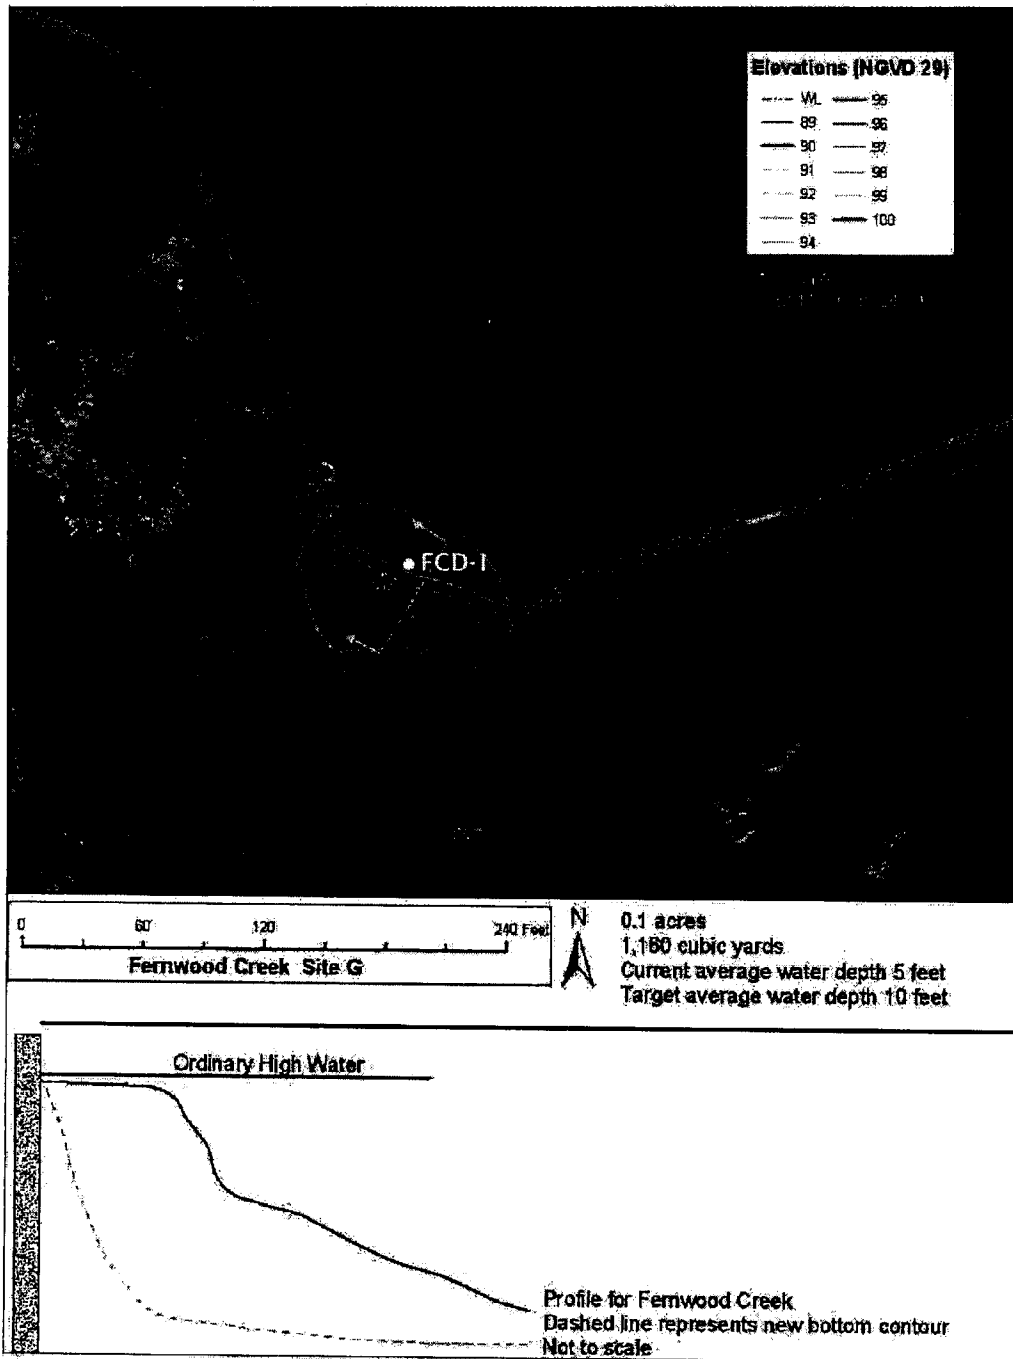 Elevations (NGVD 29)
WL 95
89 96
90 97
91 98
92 99
93 100
94
FCD-1
0 60 120 240 Feet
Fernwood Creek Site G
N
0.1 acres
1,160 cubic yards
Current average water depth 5 feet
Target average water depth 10 feet
Ordinary High Water
Profile for Fernwood Creek
Dashed line represents new bottom contour
Not to scale